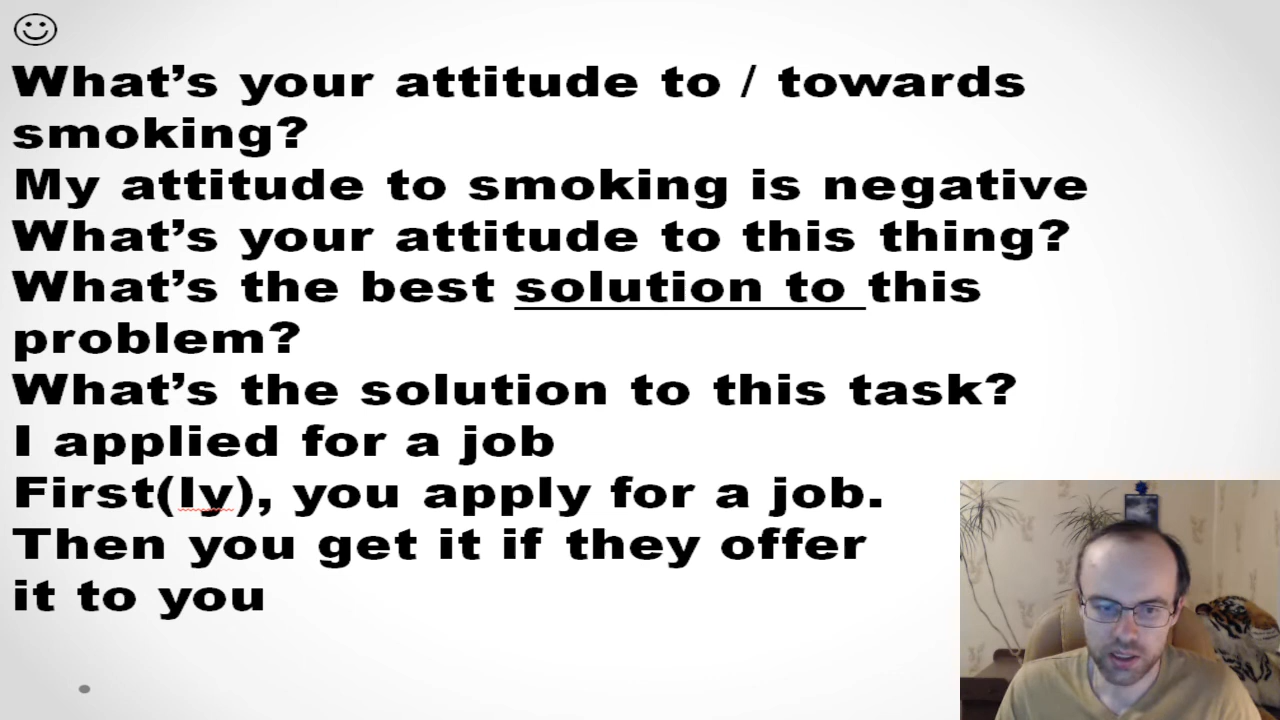 What's your attitude to / towards
smoking?
My attitude to smoking is negative
What's your attitude to this thing?
What's the best solution to this
problem?
What's the solution to this task?
I applied for a job
First(ly), you apply for a job.
Then you get it if they offer
it to you